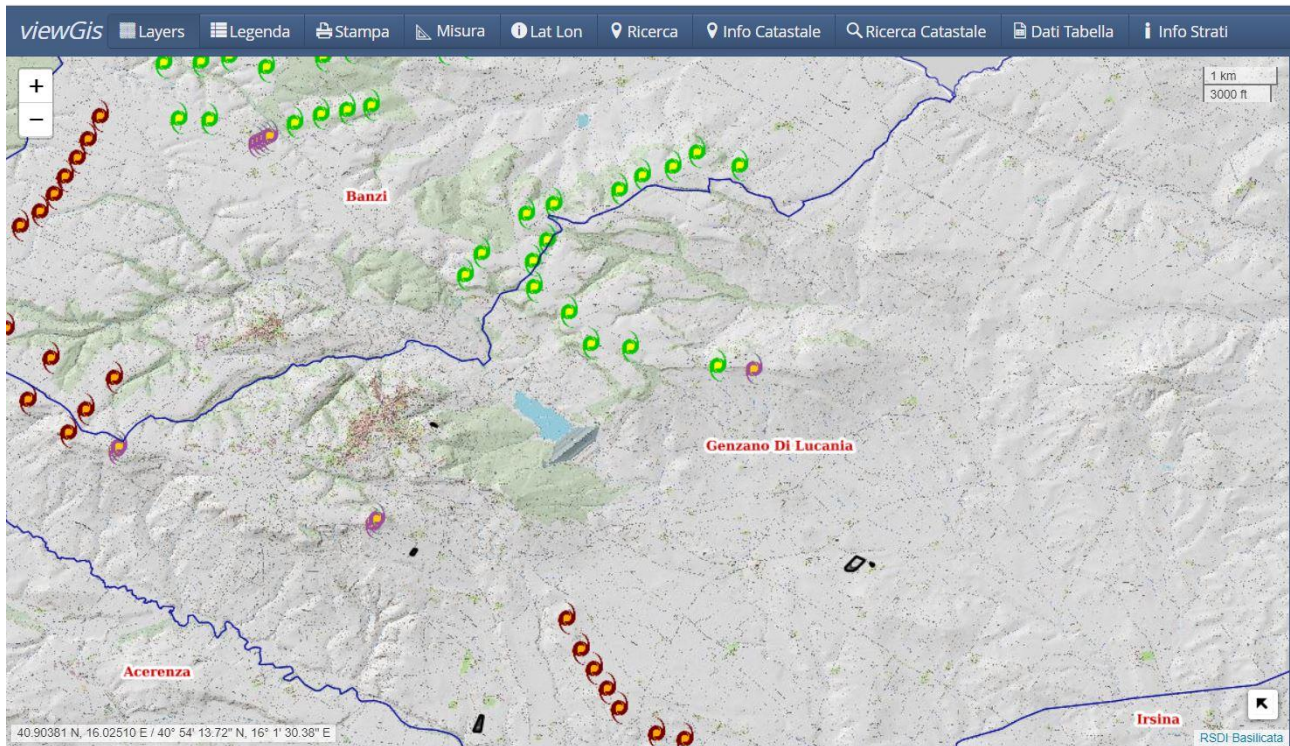 viewGis Layers Legenda Stampa Misura Lat Lon Ricerca Info Catastale Ricerca Catastale Dati Tabella Info Strati
+
−
1 km
3000 ft
Banzi
Genzano Di Lucania
Acerenza
Irsina
40.90381 N, 16.02510 E / 40° 54' 13.72" N, 16° 1' 30.38" E
RSDI Basilicata